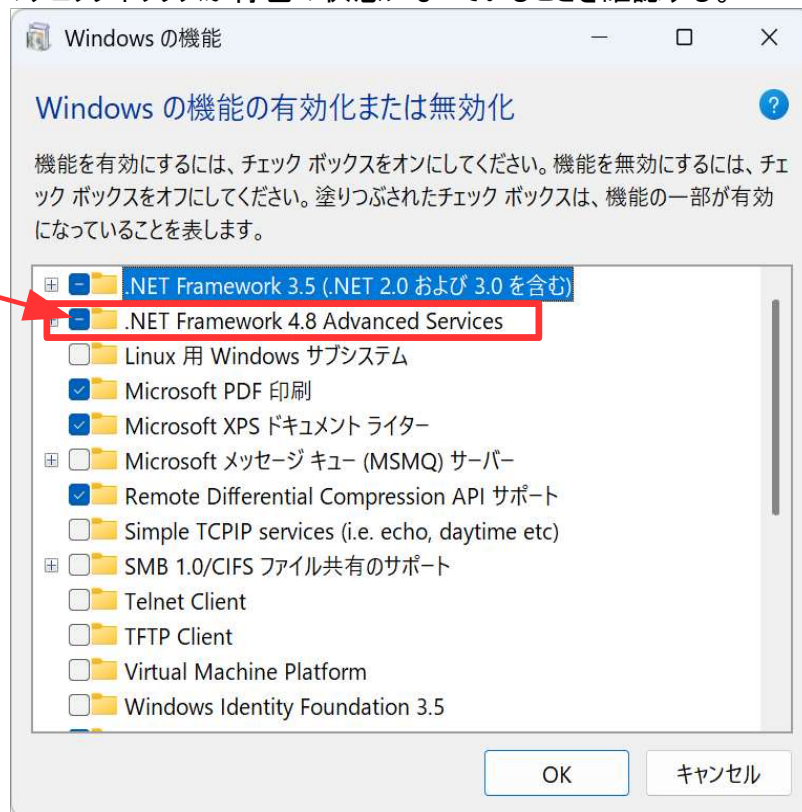 Windows の機能
Windows の機能の有効化または無効化
?
機能を有効にするには、チェック ボックスをオンにしてください。機能を無効にするには、チェ
ック ボックスをオフにしてください。塗りつぶされたチェック ボックスは、機能の一部が有効
になっていることを表します。
.NET Framework 3.5 (.NET 2.0 および 3.0 を含む)
.NET Framework 4.8 Advanced Services
Linux 用 Windows サブシステム
Microsoft PDF 印刷
Microsoft XPS ドキュメント ライター
Microsoft メッセージ キュー (MSMQ) サーバー
Remote Differential Compression API サポート
Simple TCPIP services (i.e. echo, daytime etc)
SMB 1.0/CIFS ファイル共有のサポート
Telnet Client
TFTP Client
Virtual Machine Platform
Windows Identity Foundation 3.5
OK
キャンセル